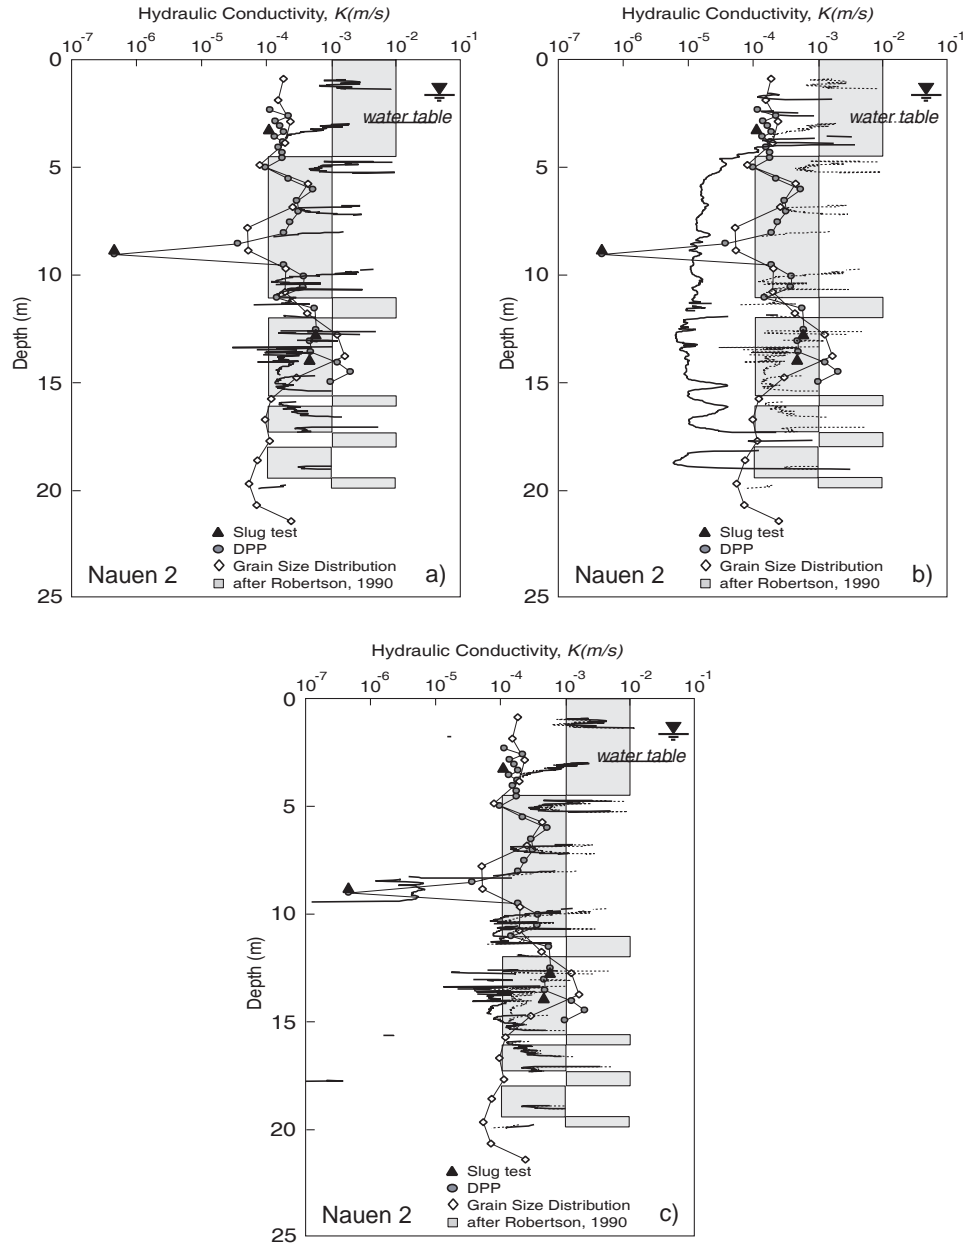 Hydraulic Conductivity, K(m/s)
10-7 10-6 10-5 10-4 10-3 10-2 10-1
0
5
10
15
20
25
Depth (m)
water table
Slug test
DPP
Grain Size Distribution
after Robertson, 1990
Nauen 2
a)
Hydraulic Conductivity, K(m/s)
10-7 10-6 10-5 10-4 10-3 10-2 10-1
0
5
10
15
20
25
Depth (m)
water table
Slug test
DPP
Grain Size Distribution
after Robertson, 1990
Nauen 2
b)
Hydraulic Conductivity, K(m/s)
10-7 10-6 10-5 10-4 10-3 10-2 10-1
0
5
10
15
20
25
Depth (m)
water table
Slug test
DPP
Grain Size Distribution
after Robertson, 1990
Nauen 2
c)